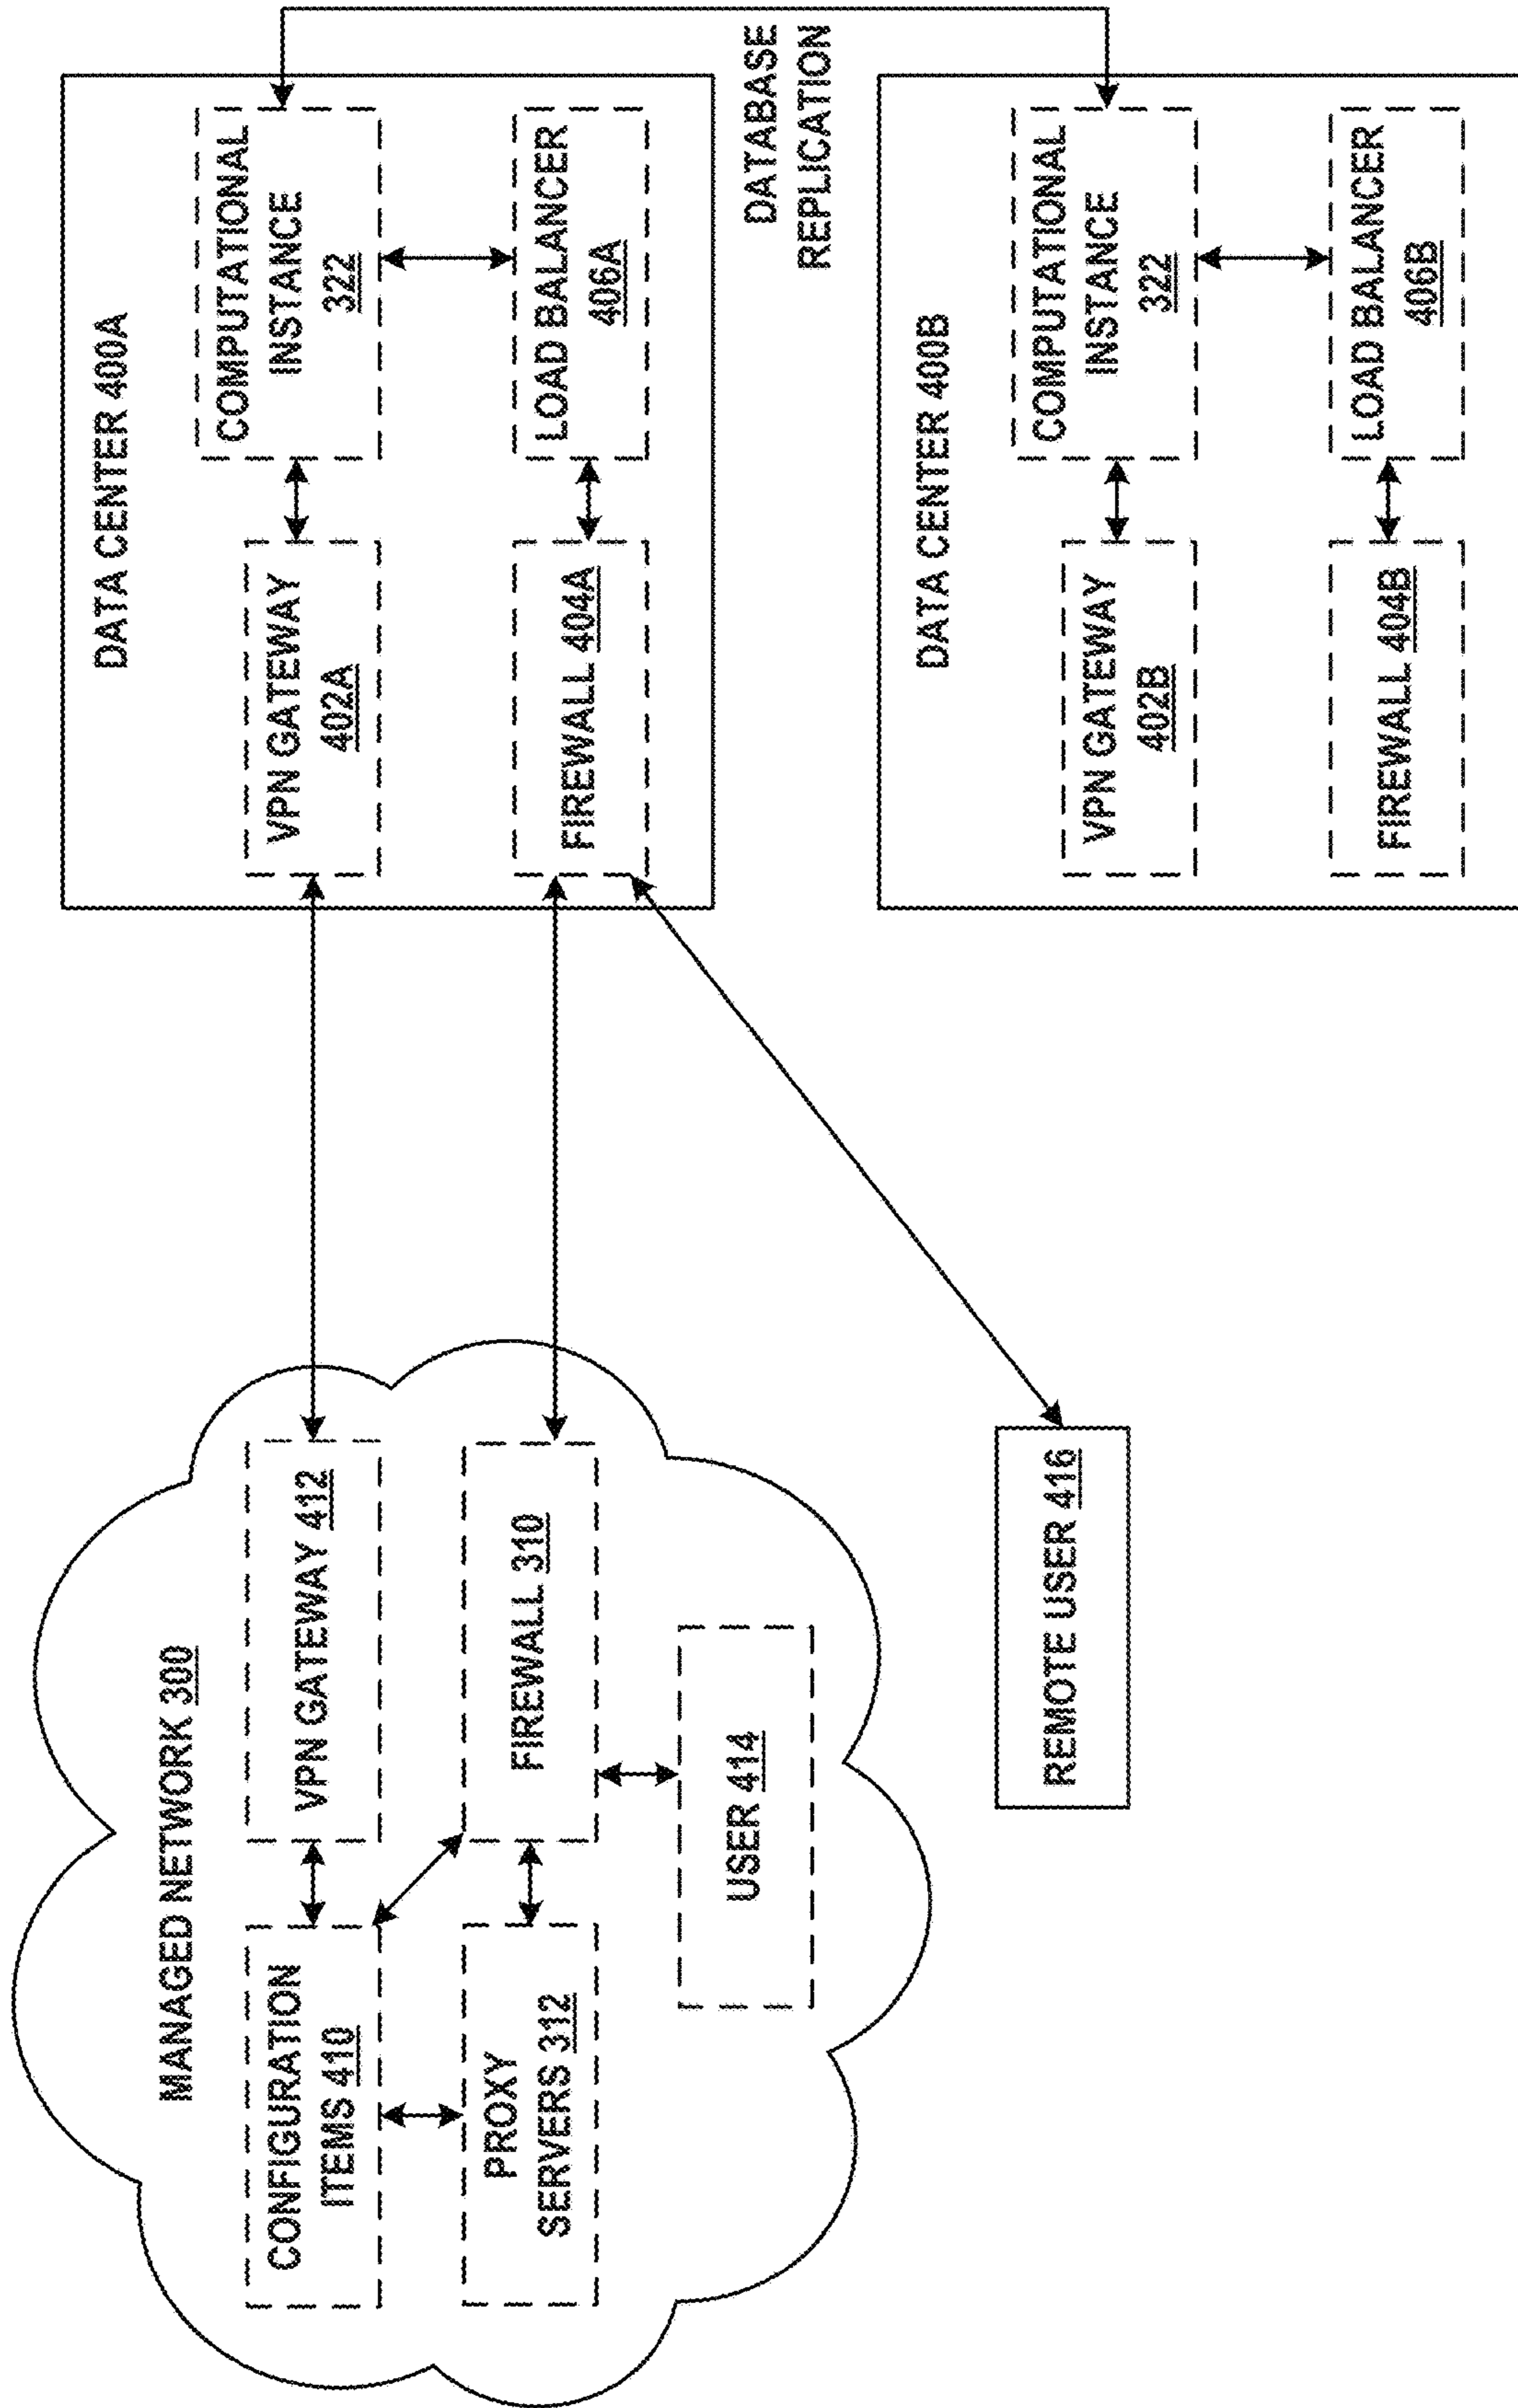 MANAGED NETWORK 300
CONFIGURATION
ITEMS 410
VPN GATEWAY 412
PROXY
SERVERS 312
FIREWALL 310
USER 414
REMOTE USER 416
DATA CENTER 400A
VPN GATEWAY
402A
COMPUTATIONAL
INSTANCE
322
FIREWALL 404A
LOAD BALANCER
406A
DATABASE
REPLICATION
DATA CENTER 400B
VPN GATEWAY
402B
COMPUTATIONAL
INSTANCE
322
FIREWALL 404B
LOAD BALANCER
406B